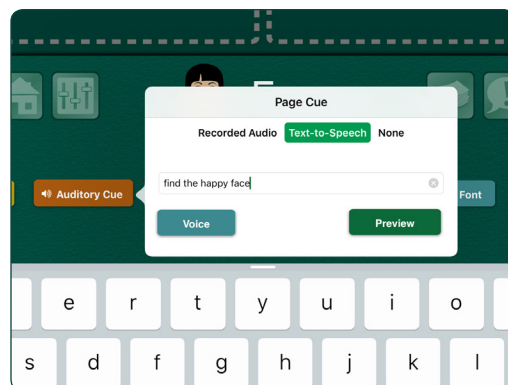 Page Cue
Recorded Audio Text-to-Speech None
find the happy face
Auditory Cue
Font
Voice Preview
e r t y u i o
s d f g h j k l